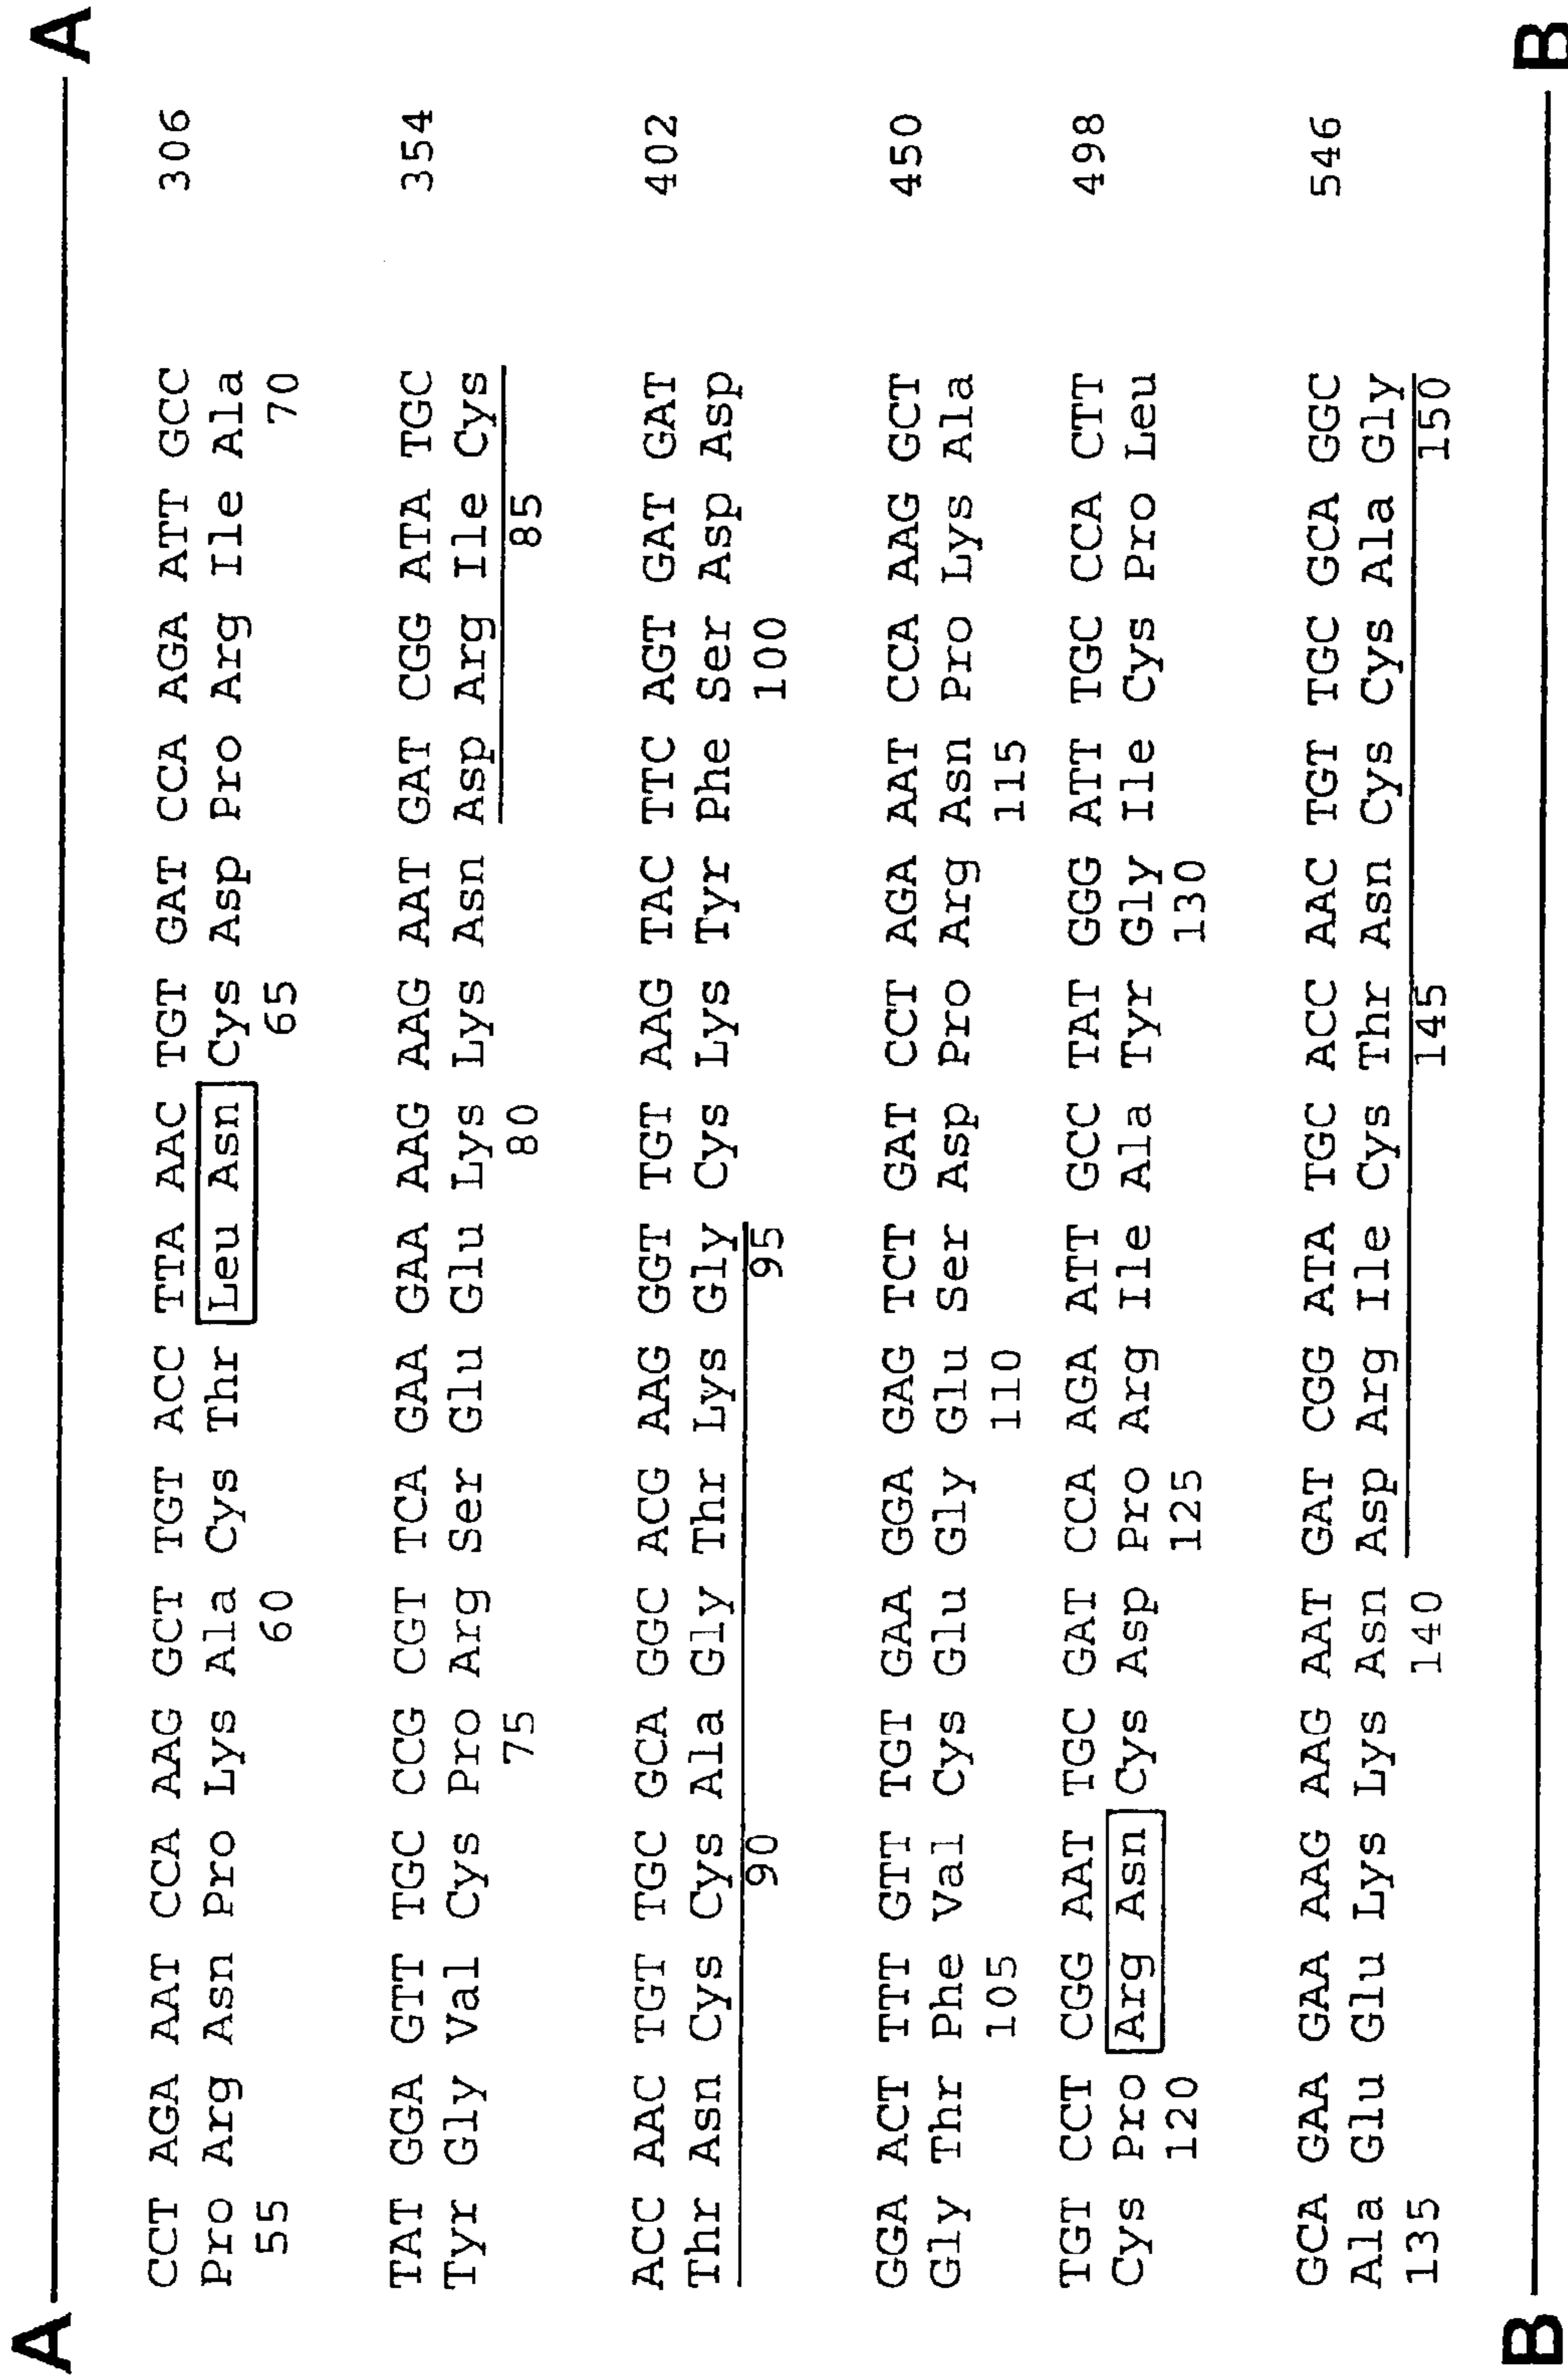 A A
CCT AGA AAT CCA AAG GCT TGT ACC TTA AAC TGT GAT CCA AGA ATT GCC 306
Pro Arg Asn Pro Lys Ala Cys Thr Leu Asn Cys Asp Pro Arg Ile Ala
55 60 65 70
TAT GGA GTT TGC CCG CGT TCA GAA GAA AAG AAG AAT GAT CGG ATA TGC 354
Tyr Gly Val Cys Pro Arg Ser Glu Glu Lys Lys Asn Asp Arg Ile Cys
75 80 85
ACC AAC TGT TGC GCA GGC ACG AAG GGT TGT AAG TAC TTC AGT GAT GAT 402
Thr Asn Cys Cys Ala Gly Thr Lys Gly Cys Lys Tyr Phe Ser Asp Asp
90 95 100
GGA ACT TTT GTT TGT GAA GGA GAG TCT GAT CCT AGA AAT CCA AAG GCT 450
Gly Thr Phe Val Cys Glu Gly Glu Ser Asp Pro Arg Asn Pro Lys Ala
105 110 115
TGT CCT CGG AAT TGC GAT CCA AGA ATT GCC TAT GGG ATT TGC CCA CTT 498
Cys Pro Arg Asn Cys Asp Pro Arg Ile Ala Tyr Gly Ile Cys Pro Leu
120 125 130
GCA GAA GAA AAG AAG AAT GAT CGG ATA TGC ACC AAC TGT TGC GCA GGC 546
Ala Glu Glu Lys Lys Asn Asp Arg Ile Cys Thr Asn Cys Cys Ala Gly
135 140 145 150
B B